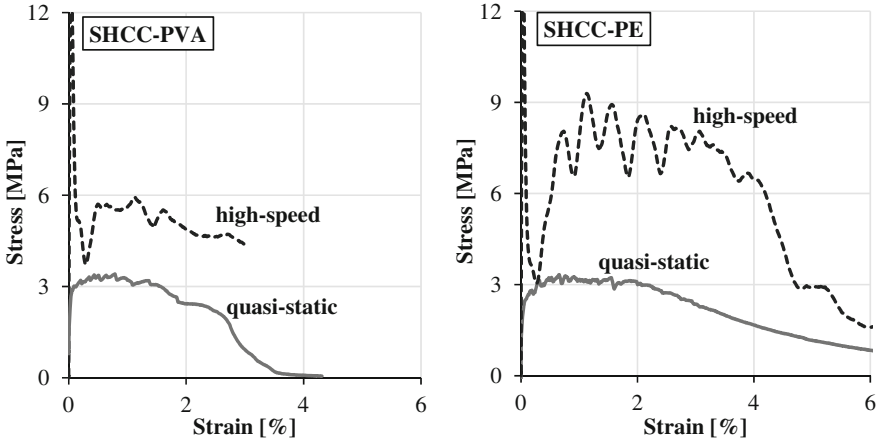 12
SHCC-PVA
9
6
3
0
Stress [MPa]
high-speed
quasi-static
0 2 4 6
Strain [%]
12
SHCC-PE
9
6
3
0
Stress [MPa]
high-speed
quasi-static
0 2 4 6
Strain [%]